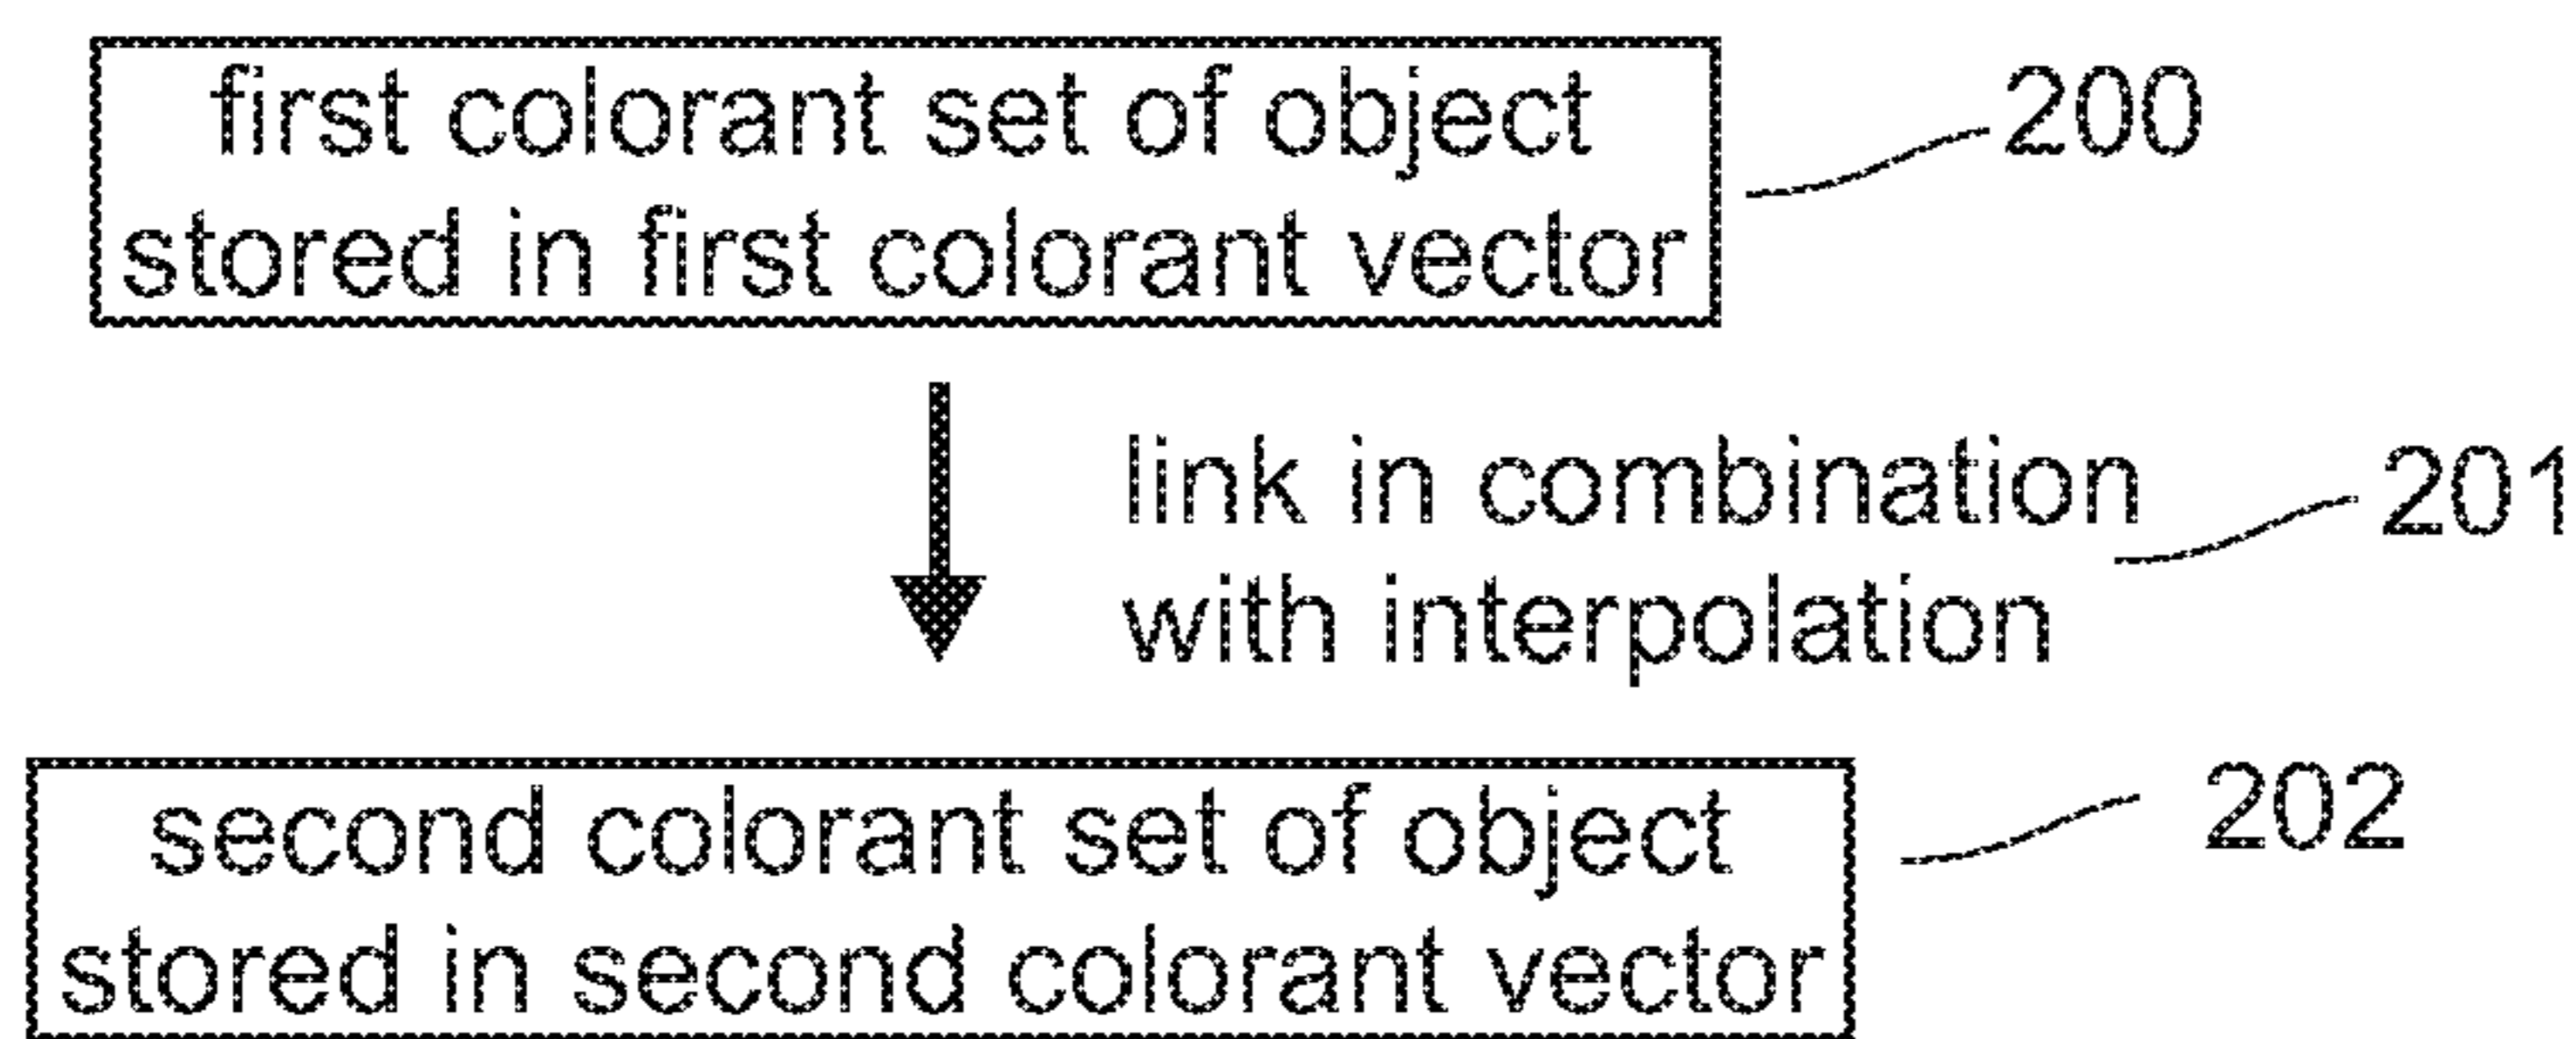 first colorant set of object
stored in first colorant vector
200
link in combination
with interpolation
201
second colorant set of object
stored in second colorant vector
202